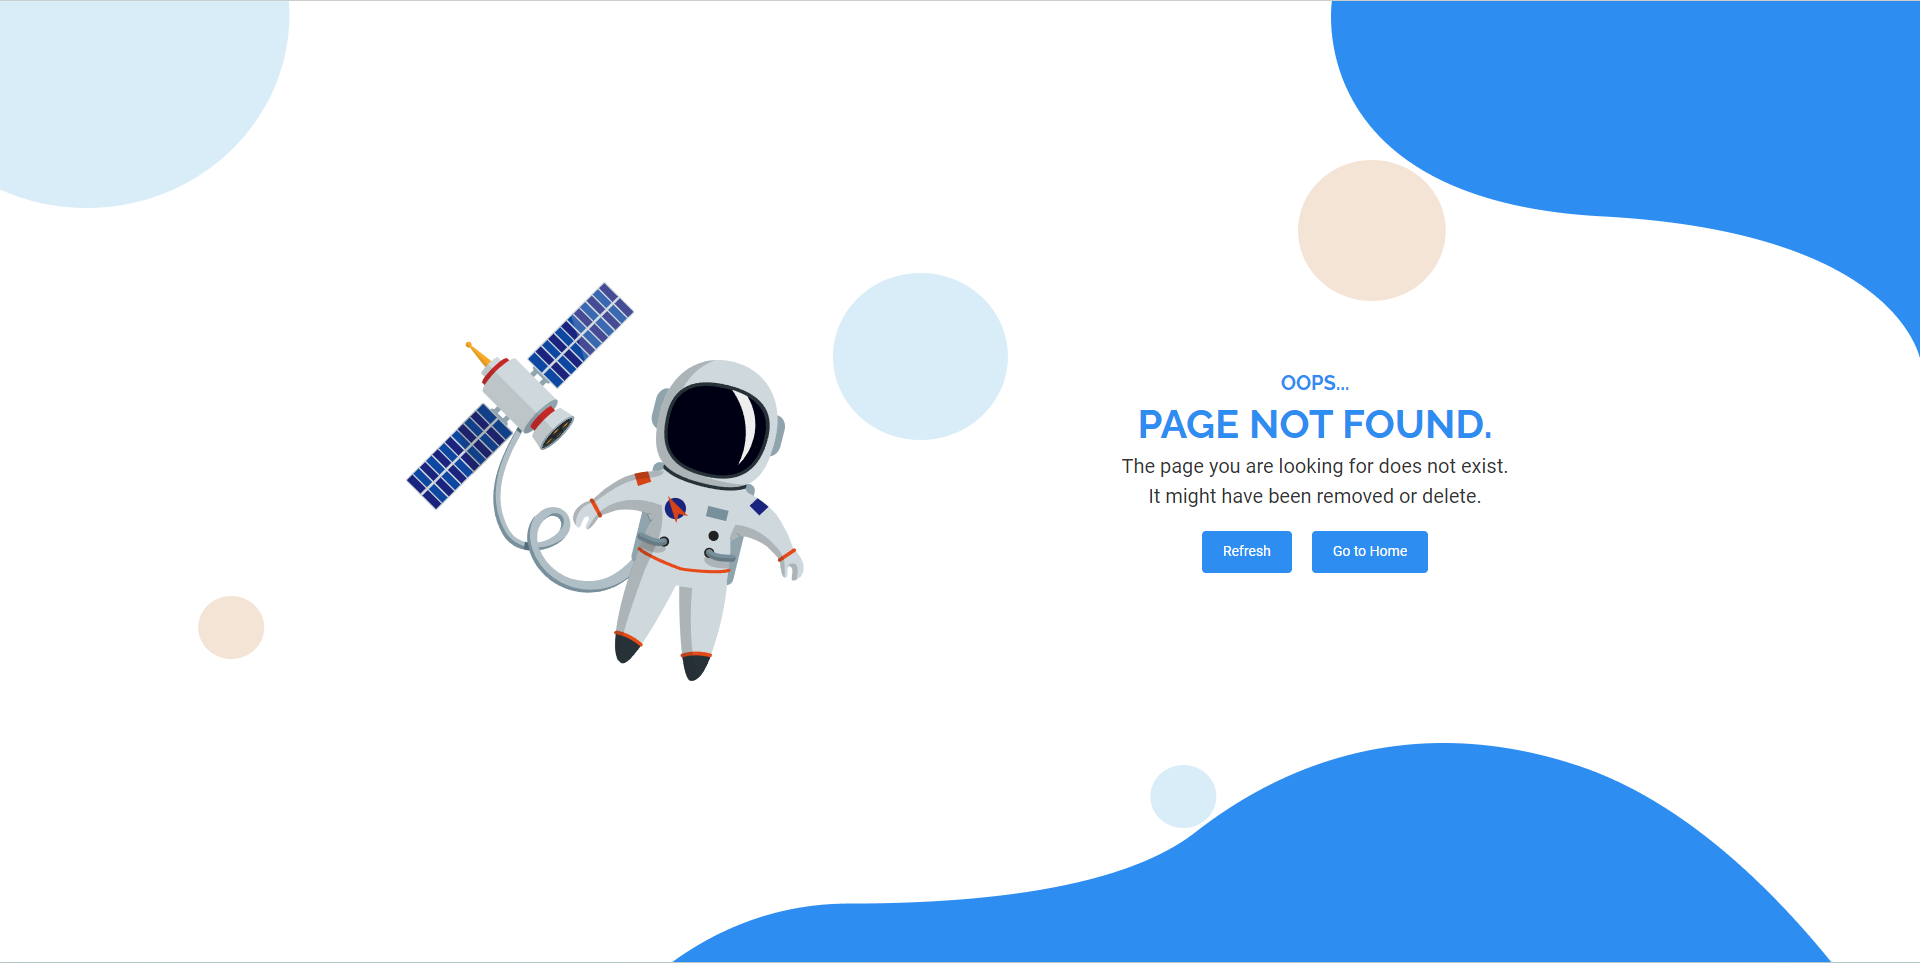 OOPS...
PAGE NOT FOUND.
The page you are looking for does not exist.
It might have been removed or delete.
Refresh
Go to Home